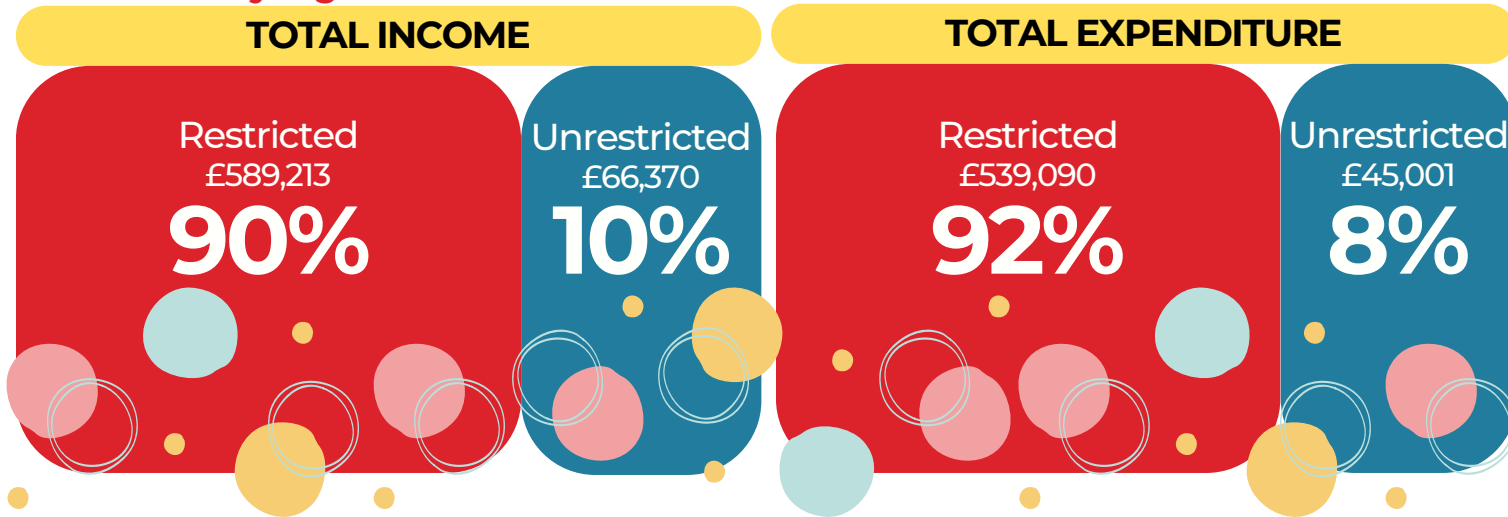 TOTAL INCOME
Restricted
£589,213
90%
Unrestricted
£66,370
10%
TOTAL EXPENDITURE
Restricted
£539,090
92%
Unrestricted
£45,001
8%